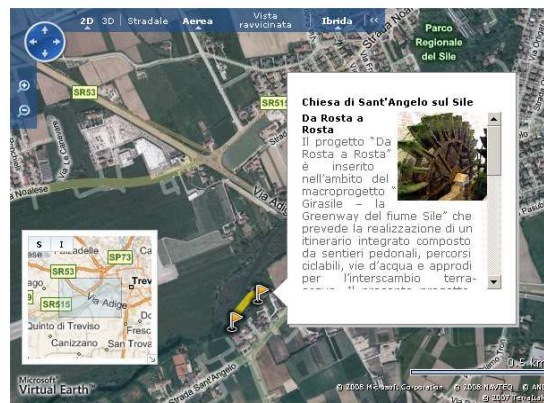 2D 3D Stradale Aerea Vista ravvicinata Ibrida <<
Parco
Regionale
del Sile
SR53
SR515
Via Adige
Noalese
Strada Sant'Angelo
Chiesa di Sant'Angelo sul Sile
Da Rosta a
Rosta
Il progetto "Da
Rosta a Rosta"
è inserito
nell'ambito del
macroprogetto "
Girasile – la
Greenway del fiume Sile" che
prevede la realizzazione di un
itinerario integrato composto
da sentieri pedonali, percorsi
ciclabili, vie d'acqua e approdi
per l'interscambio terra-
S I
SP73
SR53
SR515
Via Adige
Quinto di Treviso
Canizzano
San Trova
Microsoft
Virtual Earth™
0.5 km
© 2008 Microsoft Corporation © 2008 NAVTEQ © AND
© 2007 TerraItaly